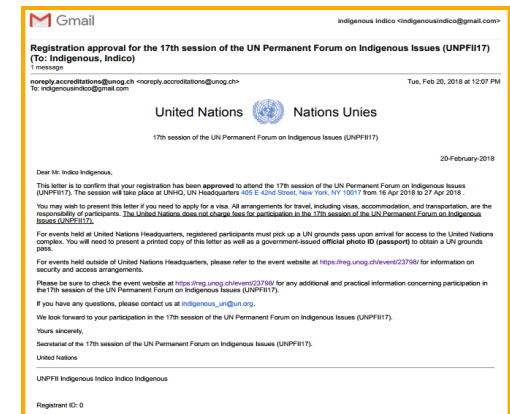 Gmail
indigenous indico <indigenousindico@gmail.com>
Registration approval for the 17th session of the UN Permanent Forum on Indigenous Issues (UNPFII17)
(To: Indigenous, Indico)
1 message
noreply.accreditations@unog.ch <noreply.accreditations@unog.ch>
Tue, Feb 20, 2018 at 12:07 PM
To: indigenousindico@gmail.com
United Nations Nations Unies
17th session of the UN Permanent Forum on Indigenous Issues (UNPFII17)
20-February-2018
Dear Mr. Indico Indigenous,
This letter is to confirm that your registration has been approved to attend the 17th session of the UN Permanent Forum on Indigenous Issues
(UNPFII17). The session will take place at UNHQ, UN Headquarters 405 E 42nd Street, New York, NY 10017 from 16 Apr 2018 to 27 Apr 2018 .
You may wish to present this letter if you need to apply for a visa. All arrangements for travel, including visas, accommodation, and transportation, are the
responsibility of participants. The United Nations does not charge fees for participation in the 17th session of the UN Permanent Forum on Indigenous
Issues (UNPFII17).
For events held at United Nations Headquarters, registered participants must pick up a UN grounds pass upon arrival for access to the United Nations
complex. You will need to present a printed copy of this letter as well as a government-issued official photo ID (passport) to obtain a UN grounds
pass.
For events held outside of United Nations Headquarters, please refer to the event website at https://reg.unog.ch/event/23798/ for information on
security and access arrangements.
Please be sure to check the event website at https://reg.unog.ch/event/23798/ for any additional and practical information concerning participation in
the17th session of the UN Permanent Forum on Indigenous Issues (UNPFII17).
If you have any questions, please contact us at indigenous_un@un.org.
We look forward to your participation in the 17th session of the UN Permanent Forum on Indigenous Issues (UNPFII17).
Yours sincerely,
Secretariat of the 17th session of the UN Permanent Forum on Indigenous Issues (UNPFII17).
United Nations
UNPFII Indigenous Indico Indico Indigenous
Registrant ID: 0